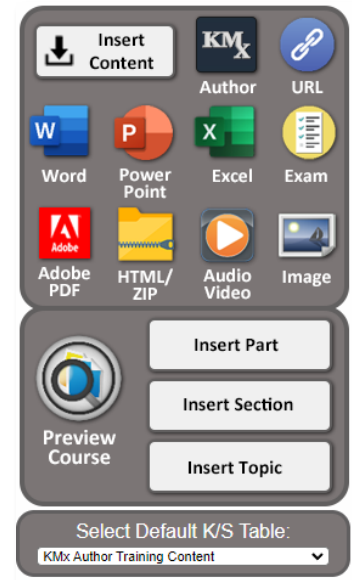 Insert
Content
KMx
Author
URL
W
Word
P
Power
Point
X
Excel
Exam
Adobe
Adobe
PDF
HTML/
ZIP
Audio
Video
Image
Preview
Course
Insert Part
Insert Section
Insert Topic
Select Default K/S Table:
KMx Author Training Content